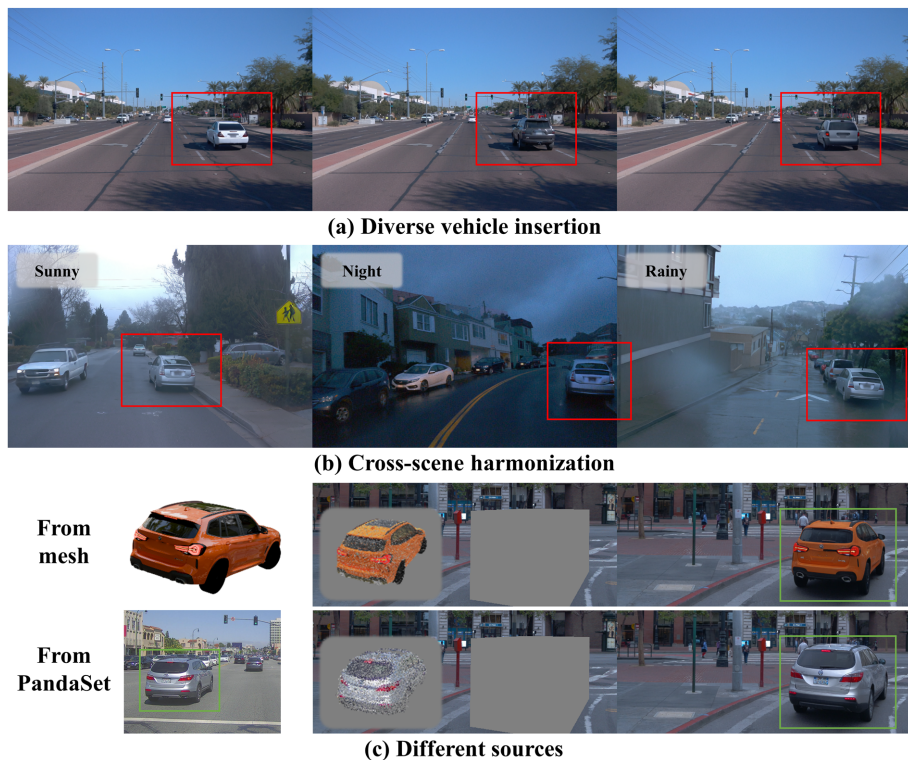 (a) Diverse vehicle insertion
Sunny
Night
Rainy
(b) Cross-scene harmonization
From
mesh
From
PandaSet
(c) Different sources